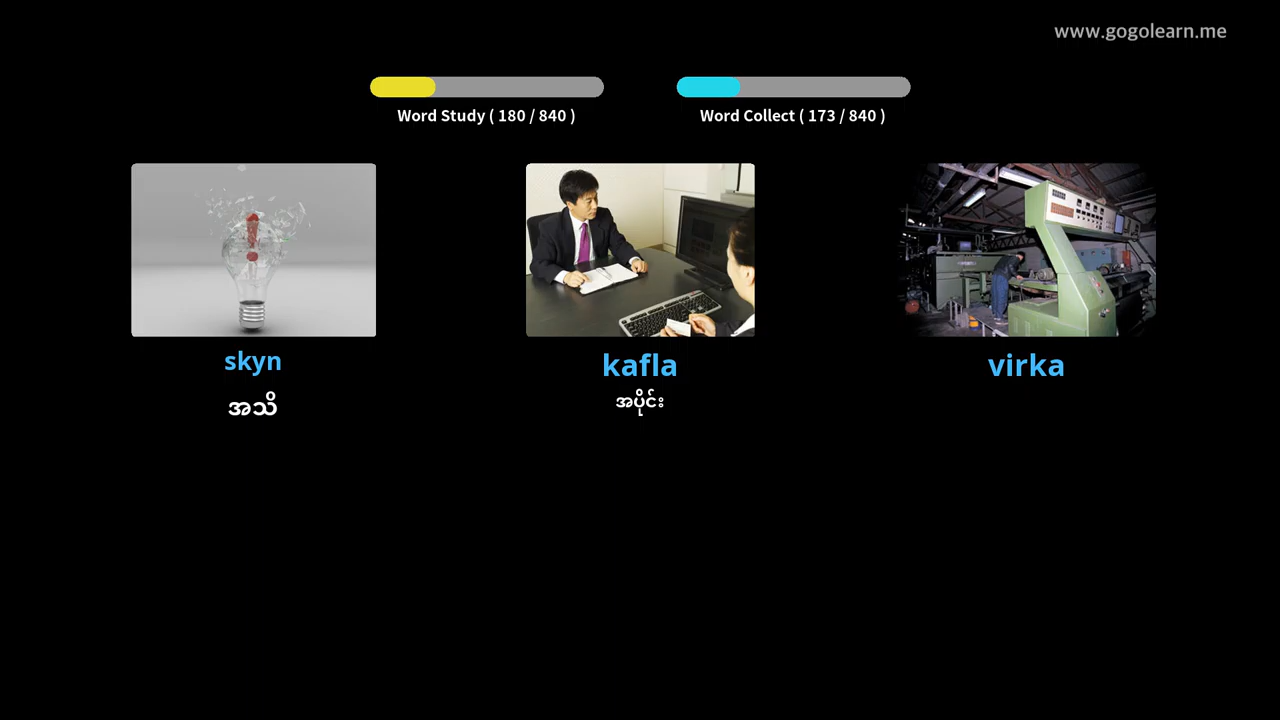 www.gogolearn.me
Word Study ( 180 / 840 )
Word Collect ( 173 / 840 )
skyn
kafla
virka
အသိ
အပိုင်း